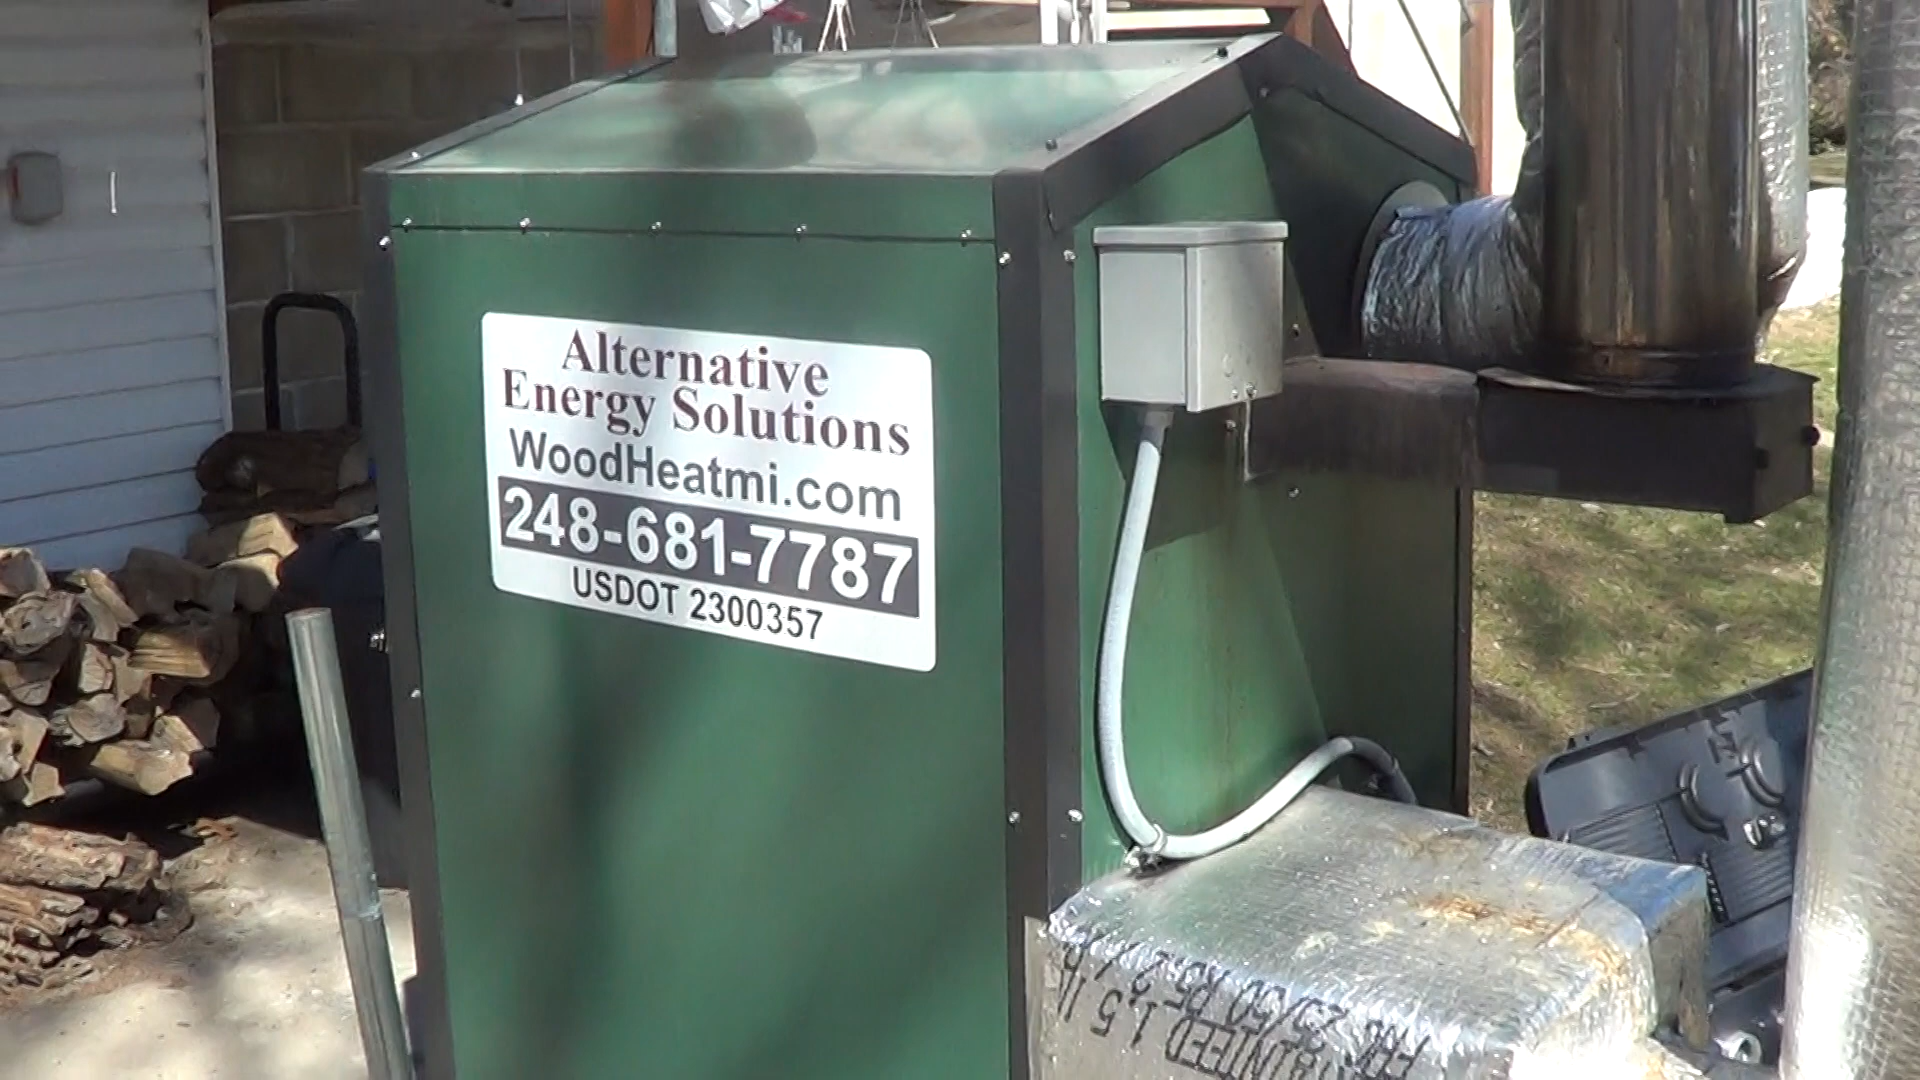 Alternative
Energy Solutions
WoodHeatmi.com
248-681-7787
USDOT 2300357